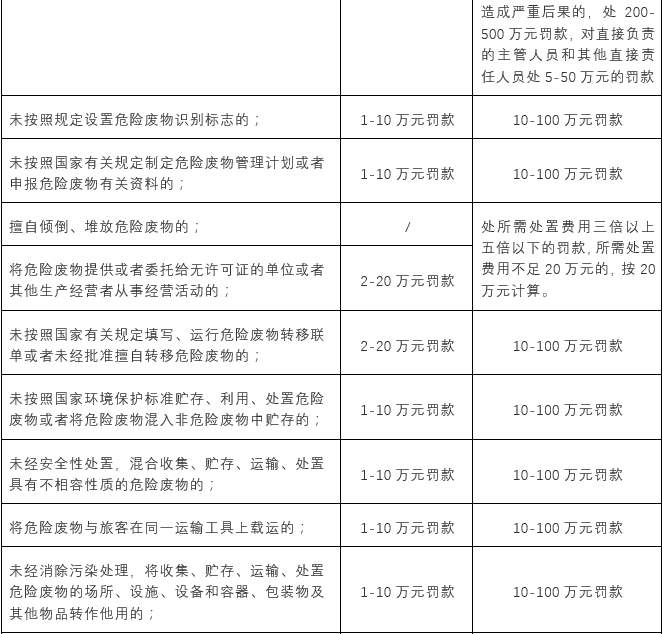 造成严重后果的，处 200-
500 万元罚款，对直接负责
的主管人员和其他直接责
任人员处 5-50 万元的罚款
未按照规定设置危险废物识别标志的；
1-10 万元罚款
10-100 万元罚款
未按照国家有关规定制定危险废物管理计划或者
申报危险废物有关资料的；
1-10 万元罚款
10-100 万元罚款
擅自倾倒、堆放危险废物的；
/
处所需处置费用三倍以上
五倍以下的罚款，所需处置
费用不足 20 万元的，按 20
万元计算。
将危险废物提供或者委托给无许可证的单位或者
其他生产经营者从事经营活动的；
2-20 万元罚款
未按照国家有关规定填写、运行危险废物转移联
单或者未经批准擅自转移危险废物的；
2-20 万元罚款
10-100 万元罚款
未按照国家环境保护标准贮存、利用、处置危险
废物或者将危险废物混入非危险废物中贮存的；
1-10 万元罚款
10-100 万元罚款
未经安全性处置，混合收集、贮存、运输、处置
具有不相容性质的危险废物的；
1-10 万元罚款
10-100 万元罚款
将危险废物与旅客在同一运输工具上载运的；
1-10 万元罚款
10-100 万元罚款
未经消除污染处理，将收集、贮存、运输、处置
危险废物的场所、设施、设备和容器、包装物及
其他物品转作他用的；
1-10 万元罚款
10-100 万元罚款